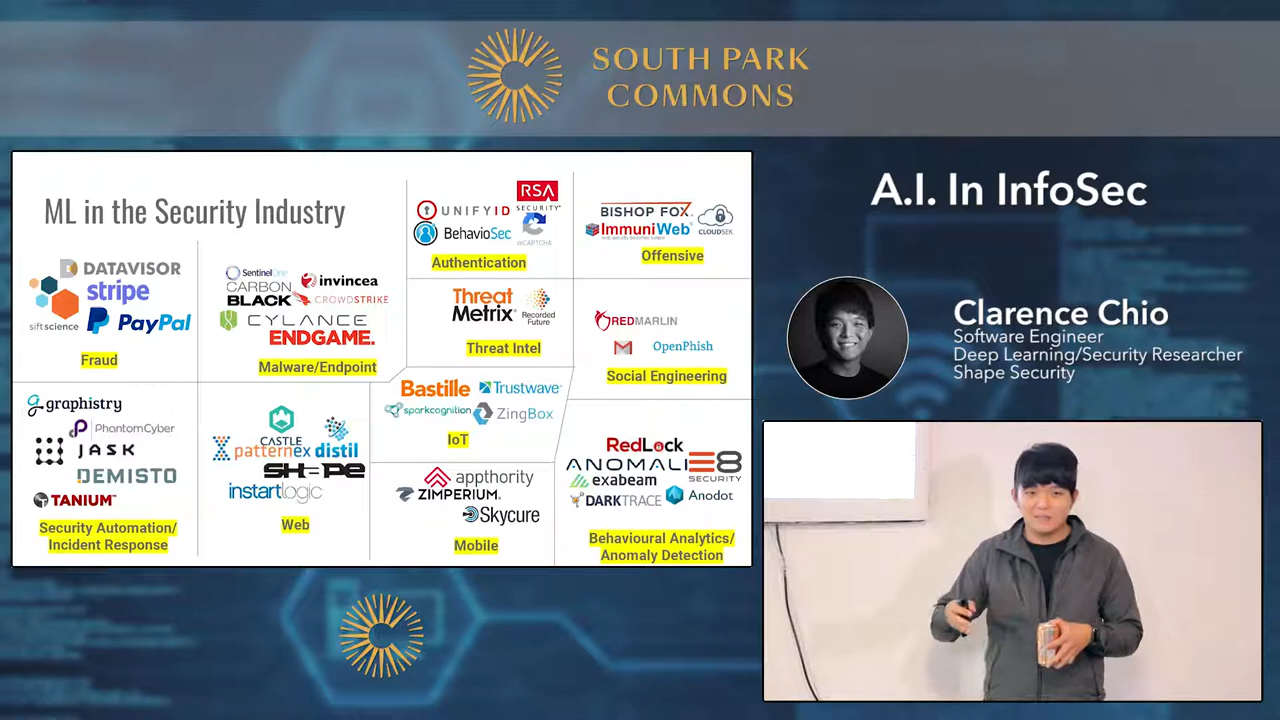 SOUTH PARK
COMMONS
A.I. In InfoSec
Clarence Chio
Software Engineer
Deep Learning/Security Researcher
Shape Security
ML in the Security Industry
DATAVISOR
stripe
siftscience
PayPal
Fraud
SentinelOne
invincea
CARBON
BLACK
CROWDSTRIKE
CYLANCE
ENDGAME.
Malware/Endpoint
RSA
SECURITY
UNIFYID
BehavioSec
reCAPTCHA
Authentication
BISHOP FOX
ImmuniWeb
CLOUDSEK
Offensive
Threat
Metrix
Recorded
Future
Threat Intel
REDMARLIN
OpenPhish
Social Engineering
graphistry
PhantomCyber
JASK
DEMISTO
TANIUM
Security Automation/
Incident Response
CASTLE
patternex
distil
SHAPE
instartlogic
Web
Bastille
Trustwave
sparkcognition
ZingBox
IoT
appthority
ZIMPERIUM.
Skycure
Mobile
RedLock
ANOMALI
E8
SECURITY
exabeam
DARKTRACE
Anodot
Behavioural Analytics/
Anomaly Detection